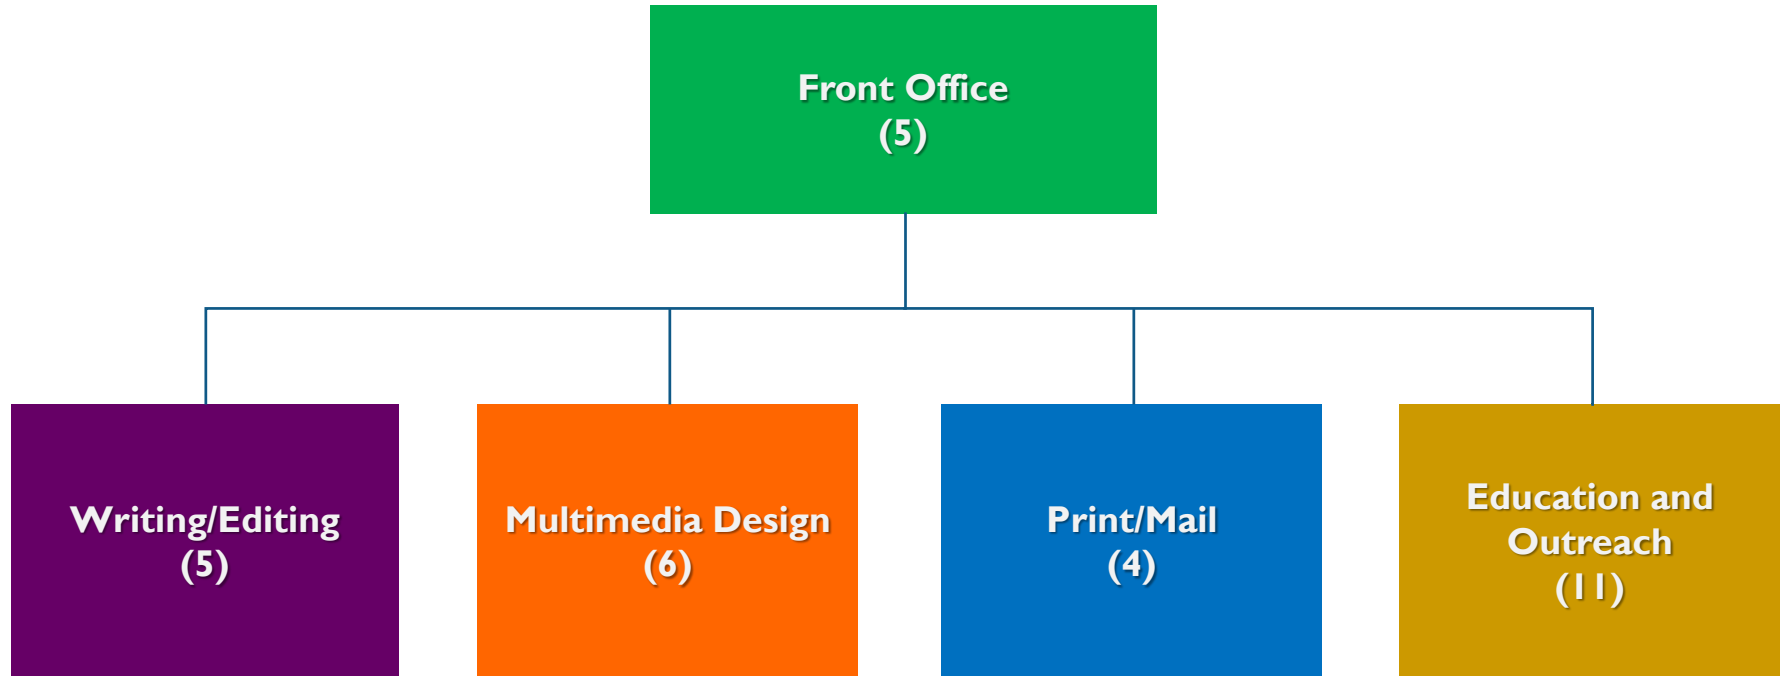 Front Office
(5)
Writing/Editing
(5)
Multimedia Design
(6)
Print/Mail
(4)
Education and
Outreach
(11)